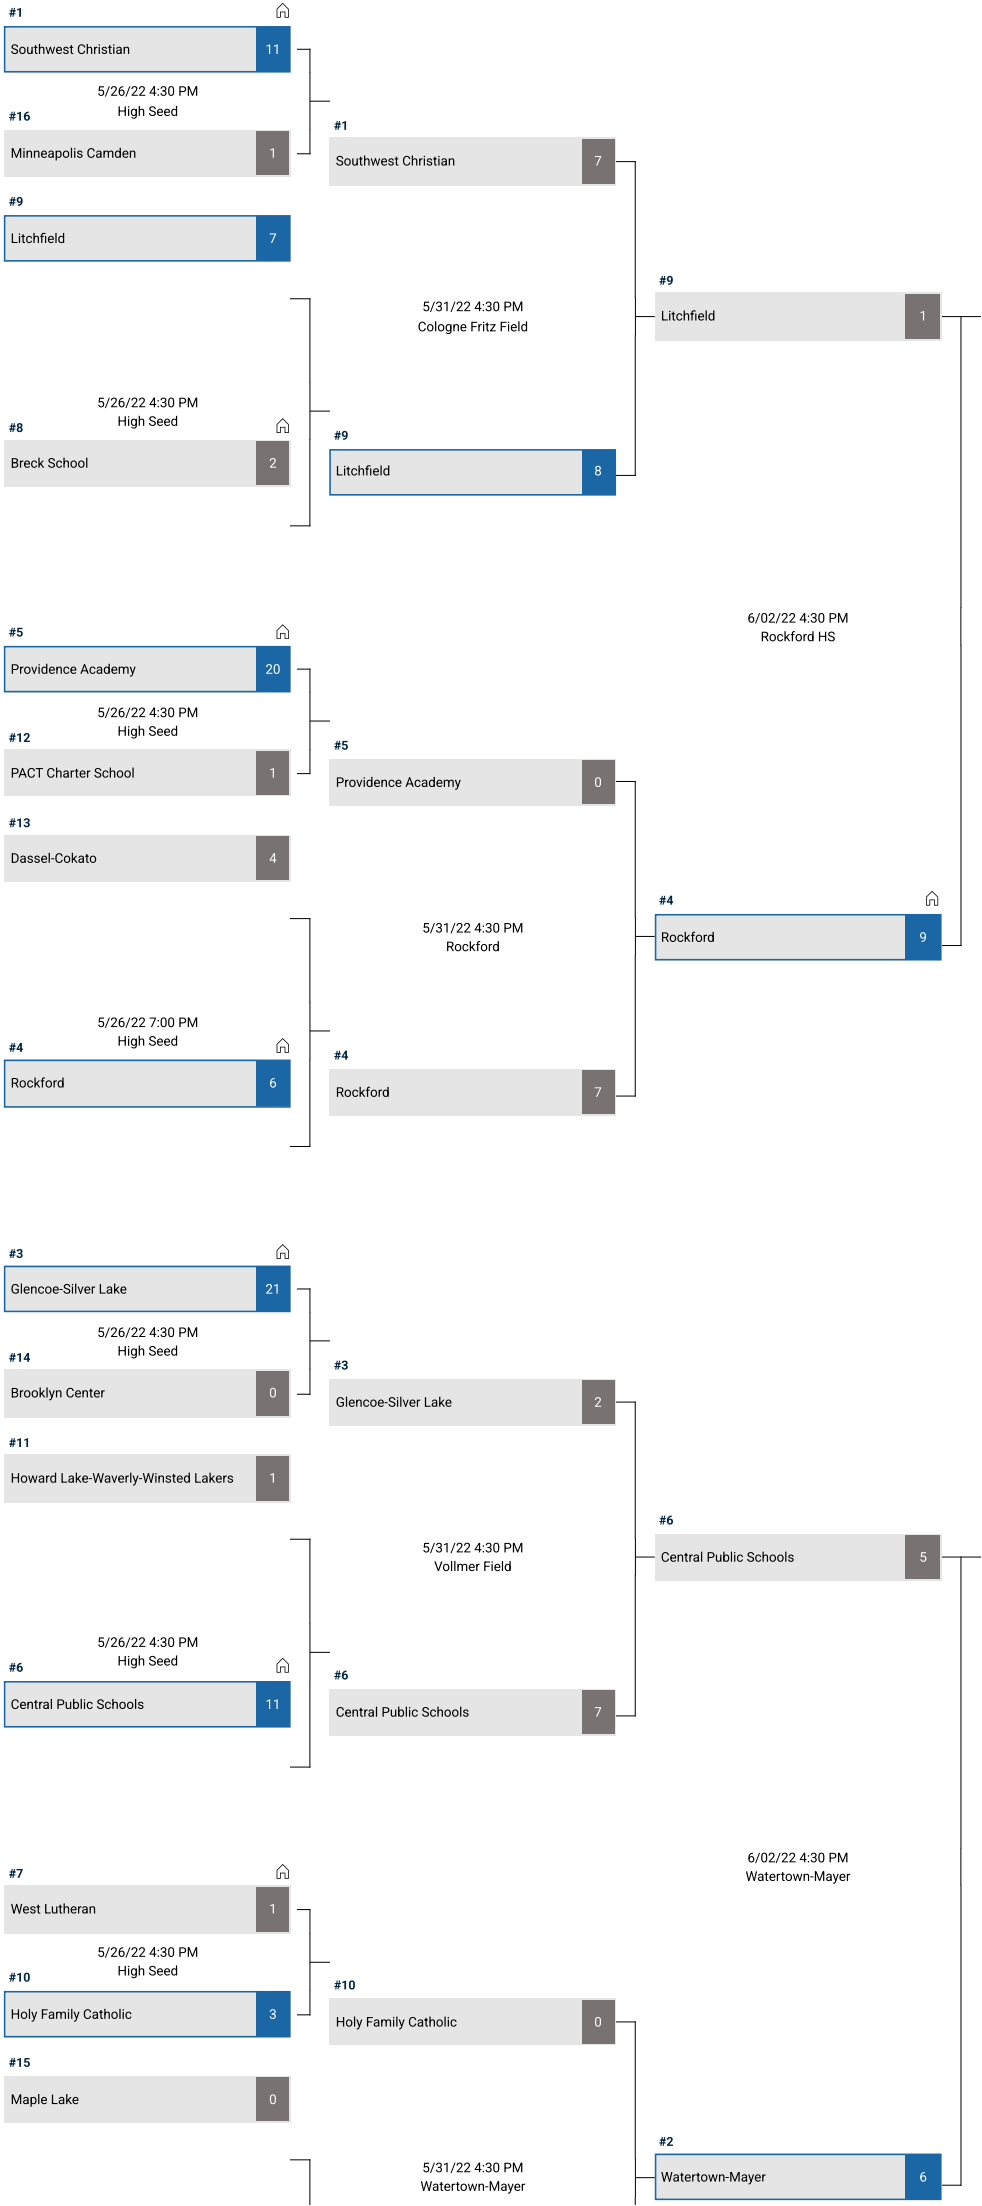 #1
Southwest Christian 11
5/26/22 4:30 PM
High Seed
#16
Minneapolis Camden 1
#1
Southwest Christian 7
#9
Litchfield 7
#9
Litchfield 1
5/31/22 4:30 PM
Cologne Fritz Field
5/26/22 4:30 PM
High Seed
#8
Breck School 2
#9
Litchfield 8
6/02/22 4:30 PM
Rockford HS
#5
Providence Academy 20
5/26/22 4:30 PM
High Seed
#12
PACT Charter School 1
#5
Providence Academy 0
#13
Dassel-Cokato 4
#4
Rockford 9
5/31/22 4:30 PM
Rockford
5/26/22 7:00 PM
High Seed
#4
Rockford 6
#4
Rockford 7
#3
Glencoe-Silver Lake 21
5/26/22 4:30 PM
High Seed
#14
Brooklyn Center 0
#3
Glencoe-Silver Lake 2
#11
Howard Lake-Waverly-Winsted Lakers 1
#6
Central Public Schools 5
5/31/22 4:30 PM
Vollmer Field
5/26/22 4:30 PM
High Seed
#6
Central Public Schools 11
#6
Central Public Schools 7
6/02/22 4:30 PM
Watertown-Mayer
#7
West Lutheran 1
5/26/22 4:30 PM
High Seed
#10
Holy Family Catholic 3
#10
Holy Family Catholic 0
#15
Maple Lake 0
#2
Watertown-Mayer 6
5/31/22 4:30 PM
Watertown-Mayer